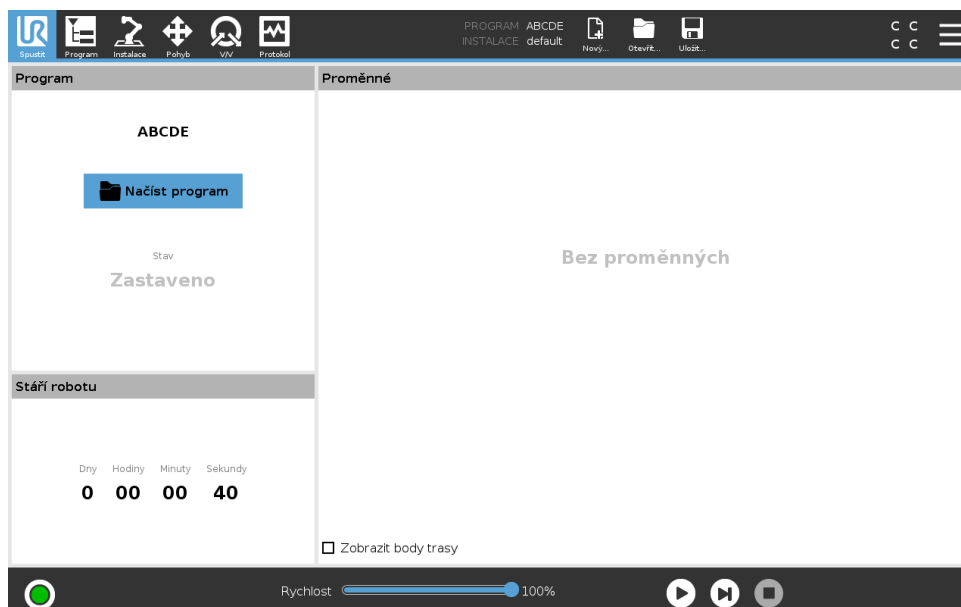 PROGRAM ABCDE
INSTALACE default
C C
C C
Spustit Program Instalace Pohyb V/V Protokol Nový... Otevřít... Uložit...
Program
Proměnné
ABCDE
Načíst program
Stav
Zastaveno
Bez proměnných
Stáří robotu
Dny Hodiny Minuty Sekundy
0 00 00 40
Zobrazit body trasy
Rychlost 100%